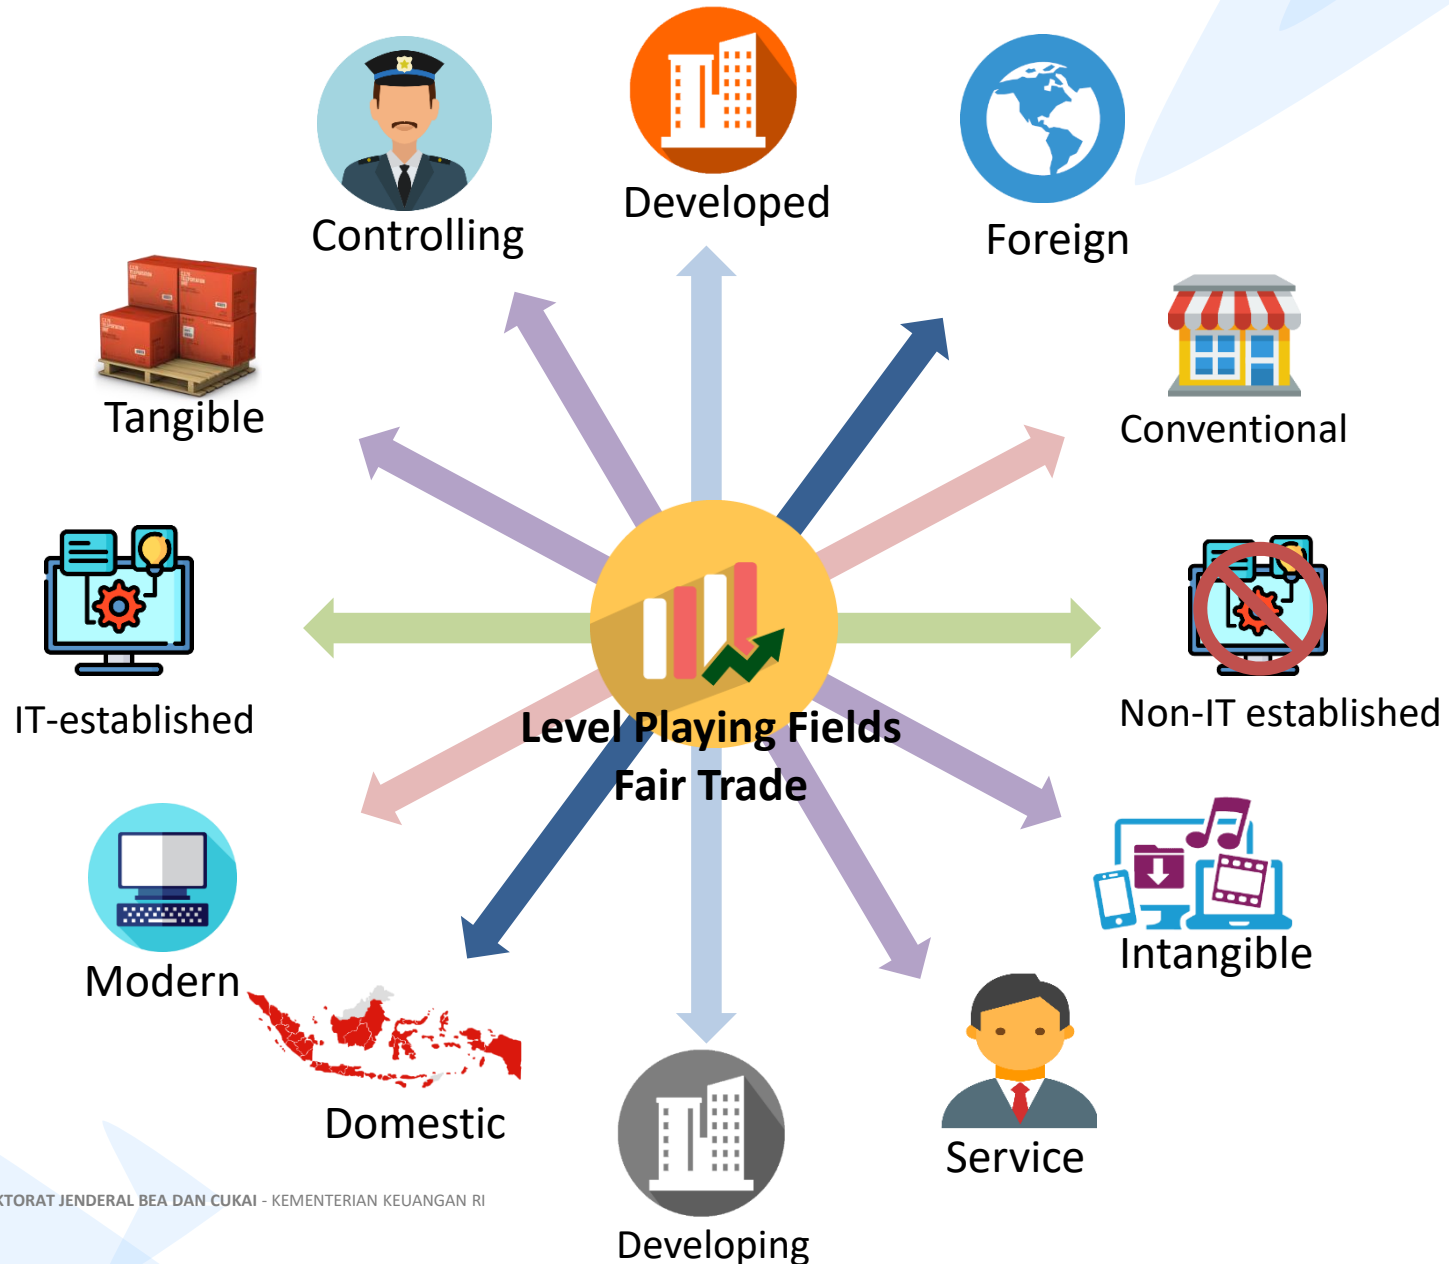 Developed
Controlling
Foreign
Tangible
Conventional
IT-established
Non-IT established
Level Playing Fields
Fair Trade
Modern
Intangible
Domestic
Service
KTORAT JENDERAL BEA DAN CUKAI - KEMENTERIAN KEUANGAN RI
Developing